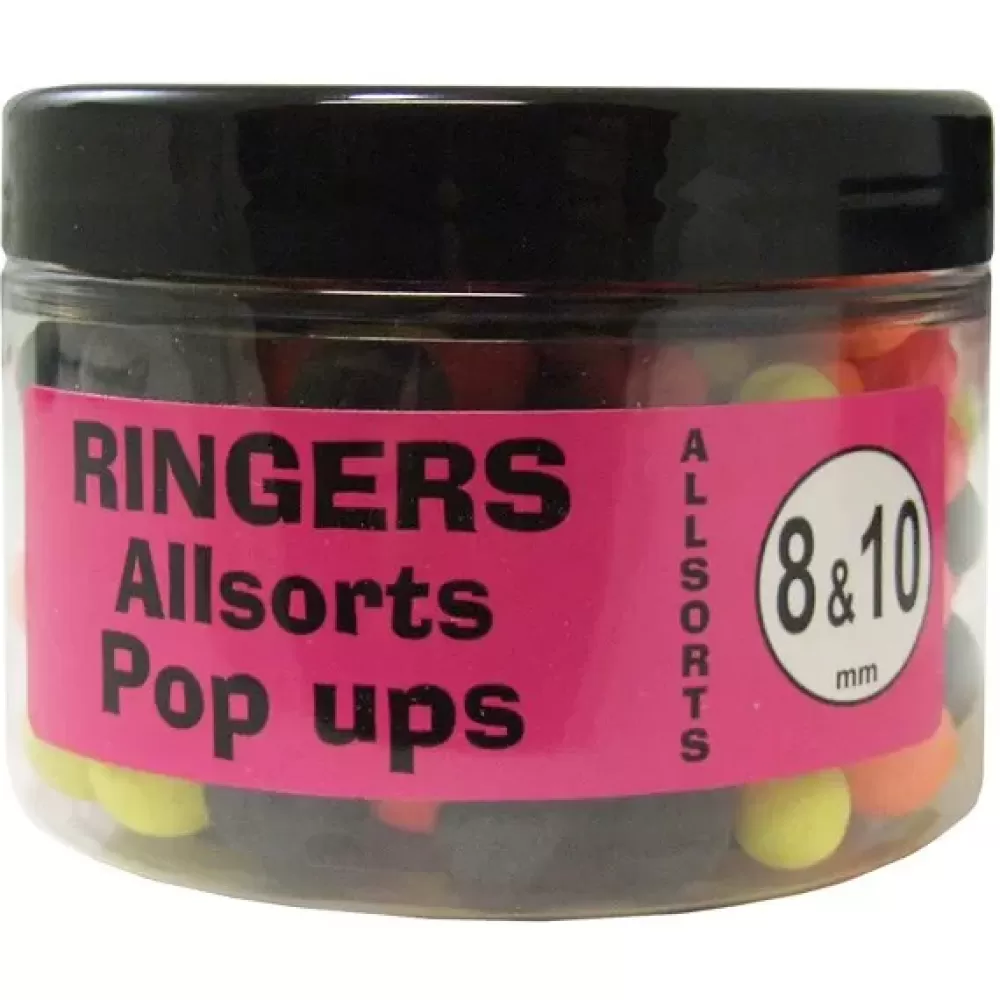 RINGERS
Allsorts
Pop ups
ALLSORTS
8 & 10
mm